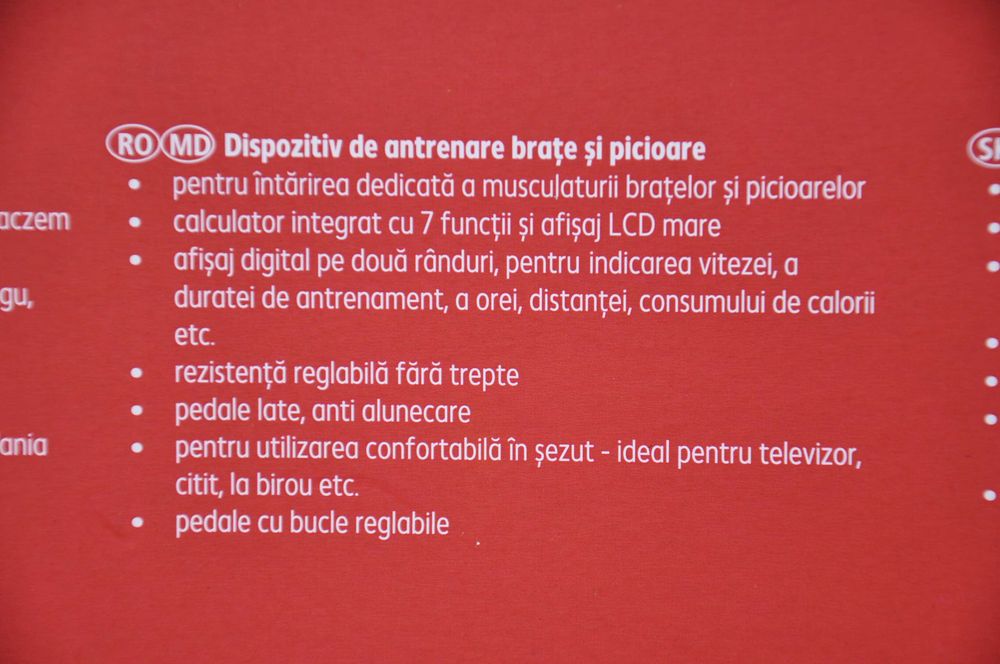 RO MD Dispozitiv de antrenare brațe și picioare
• pentru întărirea dedicată a musculaturii brațelor și picioarelor
aczem
• calculator integrat cu 7 funcții și afișaj LCD mare
• afișaj digital pe două rânduri, pentru indicarea vitezei, a
gu,
duratei de antrenament, a orei, distanței, consumului de calorii
etc.
• rezistență reglabilă fără trepte
• pedale late, anti alunecare
ania
• pentru utilizarea confortabilă în șezut - ideal pentru televizor,
citit, la birou etc.
• pedale cu bucle reglabile